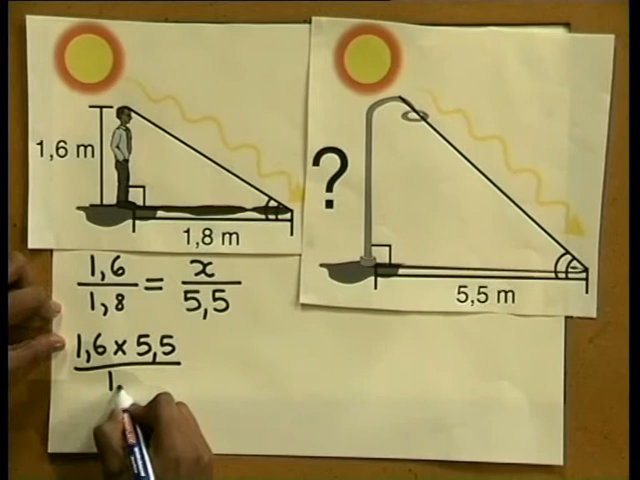 1,6 m
1,8 m
?
5,5 m
1,6 = x
1,8 5,5
1,6 x 5,5
1,